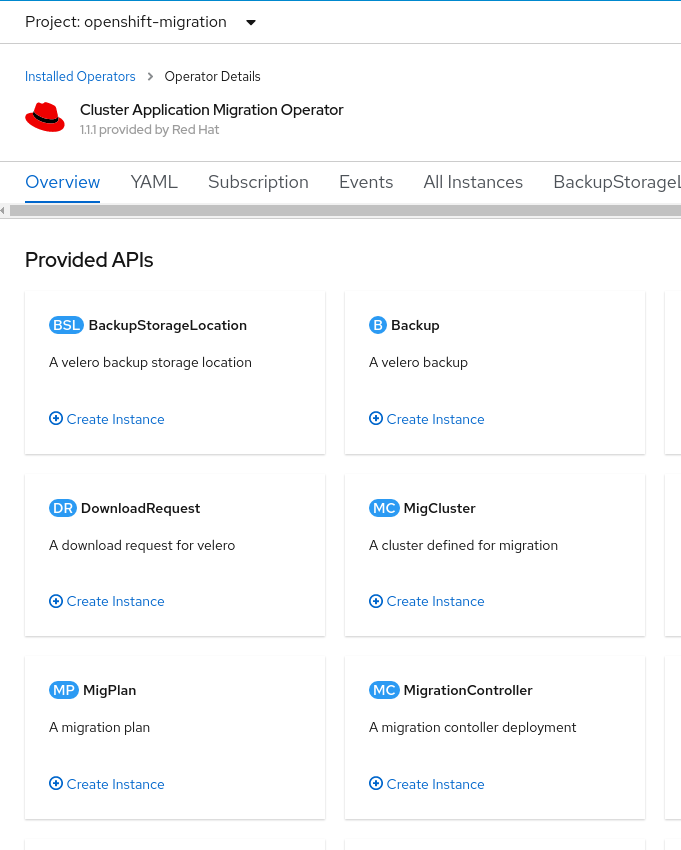 Project: openshift-migration
Installed Operators > Operator Details
Cluster Application Migration Operator
1.1.1 provided by Red Hat
Overview YAML Subscription Events All Instances BackupStorageL
Provided APIs
BSL BackupStorageLocation
A velero backup storage location
Create Instance
B Backup
A velero backup
Create Instance
DR DownloadRequest
A download request for velero
Create Instance
MC MigCluster
A cluster defined for migration
Create Instance
MP MigPlan
A migration plan
Create Instance
MC MigrationController
A migration contoller deployment
Create Instance